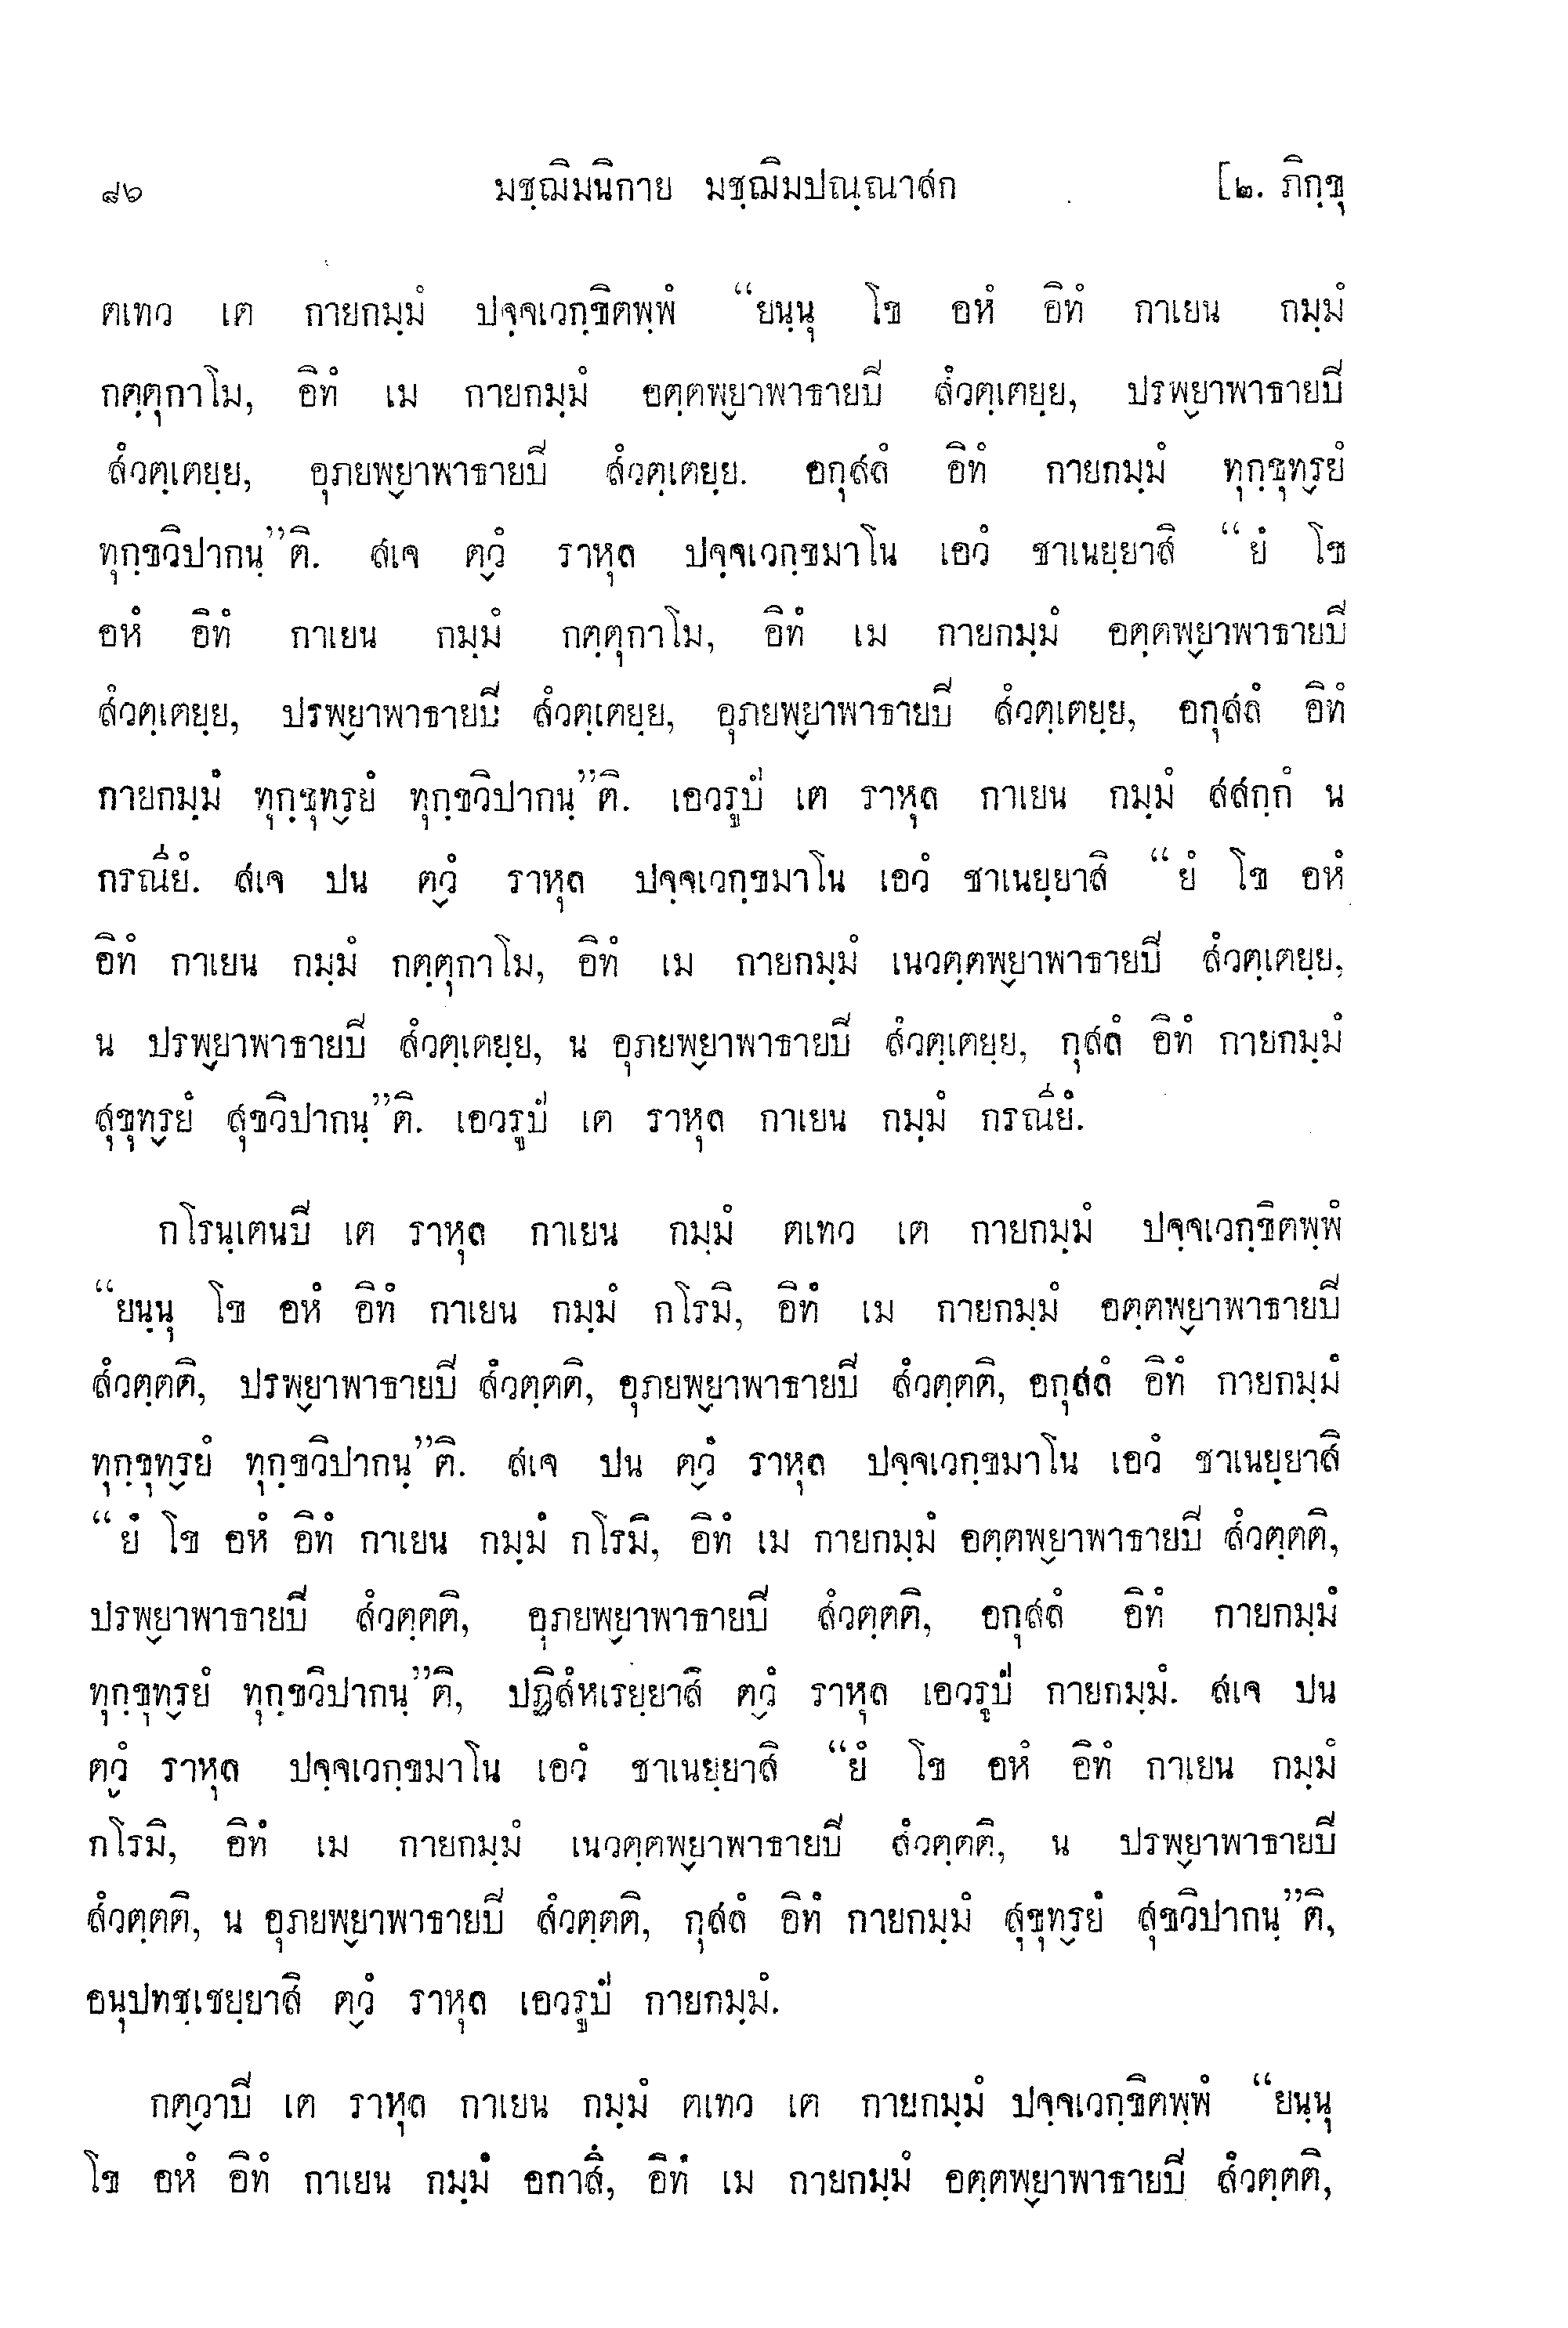 ๘๖ มชฺฌิมนิกาย มชฺฌิมปณฺณาสก [๒. ภิกฺขุ
ตเทว เต กายกมฺมํ ปจฺจเวกฺขิตพฺพํ “ยนฺนุ โข อหํ อิทํ กาเยน กมฺมํ
กตฺตุกาโม, อิทํ เม กายกมฺมํ อตฺตพฺยาพาธายปิ สํวตฺเตยฺย, ปรพฺยาพาธายปิ
สํวตฺเตยฺย, อุภยพฺยาพาธายปิ สํวตฺเตยฺย. อกุสลํ อิทํ กายกมฺมํ ทุกฺขุทฺรยํ
ทุกฺขวิปากนฺ”ติ. สเจ ตฺวํ ราหุล ปจฺจเวกฺขมาโน เอวํ ชาเนยฺยาสิ “ยํ โข
อหํ อิทํ กาเยน กมฺมํ กตฺตุกาโม, อิทํ เม กายกมฺมํ อตฺตพฺยาพาธายปิ
สํวตฺเตยฺย, ปรพฺยาพาธายปิ สํวตฺเตยฺย, อุภยพฺยาพาธายปิ สํวตฺเตยฺย, อกุสลํ อิทํ
กายกมฺมํ ทุกฺขุทฺรยํ ทุกฺขวิปากนฺ”ติ. เอวรูปํ เต ราหุล กาเยน กมฺมํ สสกฺกํ น
กรณียํ. สเจ ปน ตฺวํ ราหุล ปจฺจเวกฺขมาโน เอวํ ชาเนยฺยาสิ “ยํ โข อหํ
อิทํ กาเยน กมฺมํ กตฺตุกาโม, อิทํ เม กายกมฺมํ เนวตฺตพฺยาพาธายปิ สํวตฺเตยฺย,
น ปรพฺยาพาธายปิ สํวตฺเตยฺย, น อุภยพฺยาพาธายปิ สํวตฺเตยฺย, กุสลํ อิทํ กายกมฺมํ
สุขุทฺรยํ สุขวิปากนฺ”ติ. เอวรูปํ เต ราหุล กาเยน กมฺมํ กรณียํ.
กโรนฺเตนปิ เต ราหุล กาเยน กมฺมํ ตเทว เต กายกมฺมํ ปจฺจเวกฺขิตพฺพํ
“ยนฺนุ โข อหํ อิทํ กาเยน กมฺมํ กโรมิ, อิทํ เม กายกมฺมํ อตฺตพฺยาพาธายปิ
สํวตฺตติ, ปรพฺยาพาธายปิ สํวตฺตติ, อุภยพฺยาพาธายปิ สํวตฺตติ, อกุสลํ อิทํ กายกมฺมํ
ทุกฺขุทฺรยํ ทุกฺขวิปากนฺ”ติ. สเจ ปน ตฺวํ ราหุล ปจฺจเวกฺขมาโน เอวํ ชาเนยฺยาสิ
“ยํ โข อหํ อิทํ กาเยน กมฺมํ กโรมิ, อิทํ เม กายกมฺมํ อตฺตพฺยาพาธายปิ สํวตฺตติ,
ปรพฺยาพาธายปิ สํวตฺตติ, อุภยพฺยาพาธายปิ สํวตฺตติ, อกุสลํ อิทํ กายกมฺมํ
ทุกฺขุทฺรยํ ทุกฺขวิปากนฺ”ติ, ปฏิสํหเรยฺยาสิ ตฺวํ ราหุล เอวรูปํ กายกมฺมํ. สเจ ปน
ตฺวํ ราหุล ปจฺจเวกฺขมาโน เอวํ ชาเนยฺยาสิ “ยํ โข อหํ อิทํ กาเยน กมฺมํ
กโรมิ, อิทํ เม กายกมฺมํ เนวตฺตพฺยาพาธายปิ สํวตฺตติ, น ปรพฺยาพาธายปิ
สํวตฺตติ, น อุภยพฺยาพาธายปิ สํวตฺตติ, กุสลํ อิทํ กายกมฺมํ สุขุทฺรยํ สุขวิปากนฺ”ติ,
อนุปทชฺเชยฺยาสิ ตฺวํ ราหุล เอวรูปํ กายกมฺมํ.
กตฺวาปิ เต ราหุล กาเยน กมฺมํ ตเทว เต กายกมฺมํ ปจฺจเวกฺขิตพฺพํ “ยนฺนุ
โข อหํ อิทํ กาเยน กมฺมํ อกาสึ, อิทํ เม กายกมฺมํ อตฺตพฺยาพาธายปิ สํวตฺตติ,